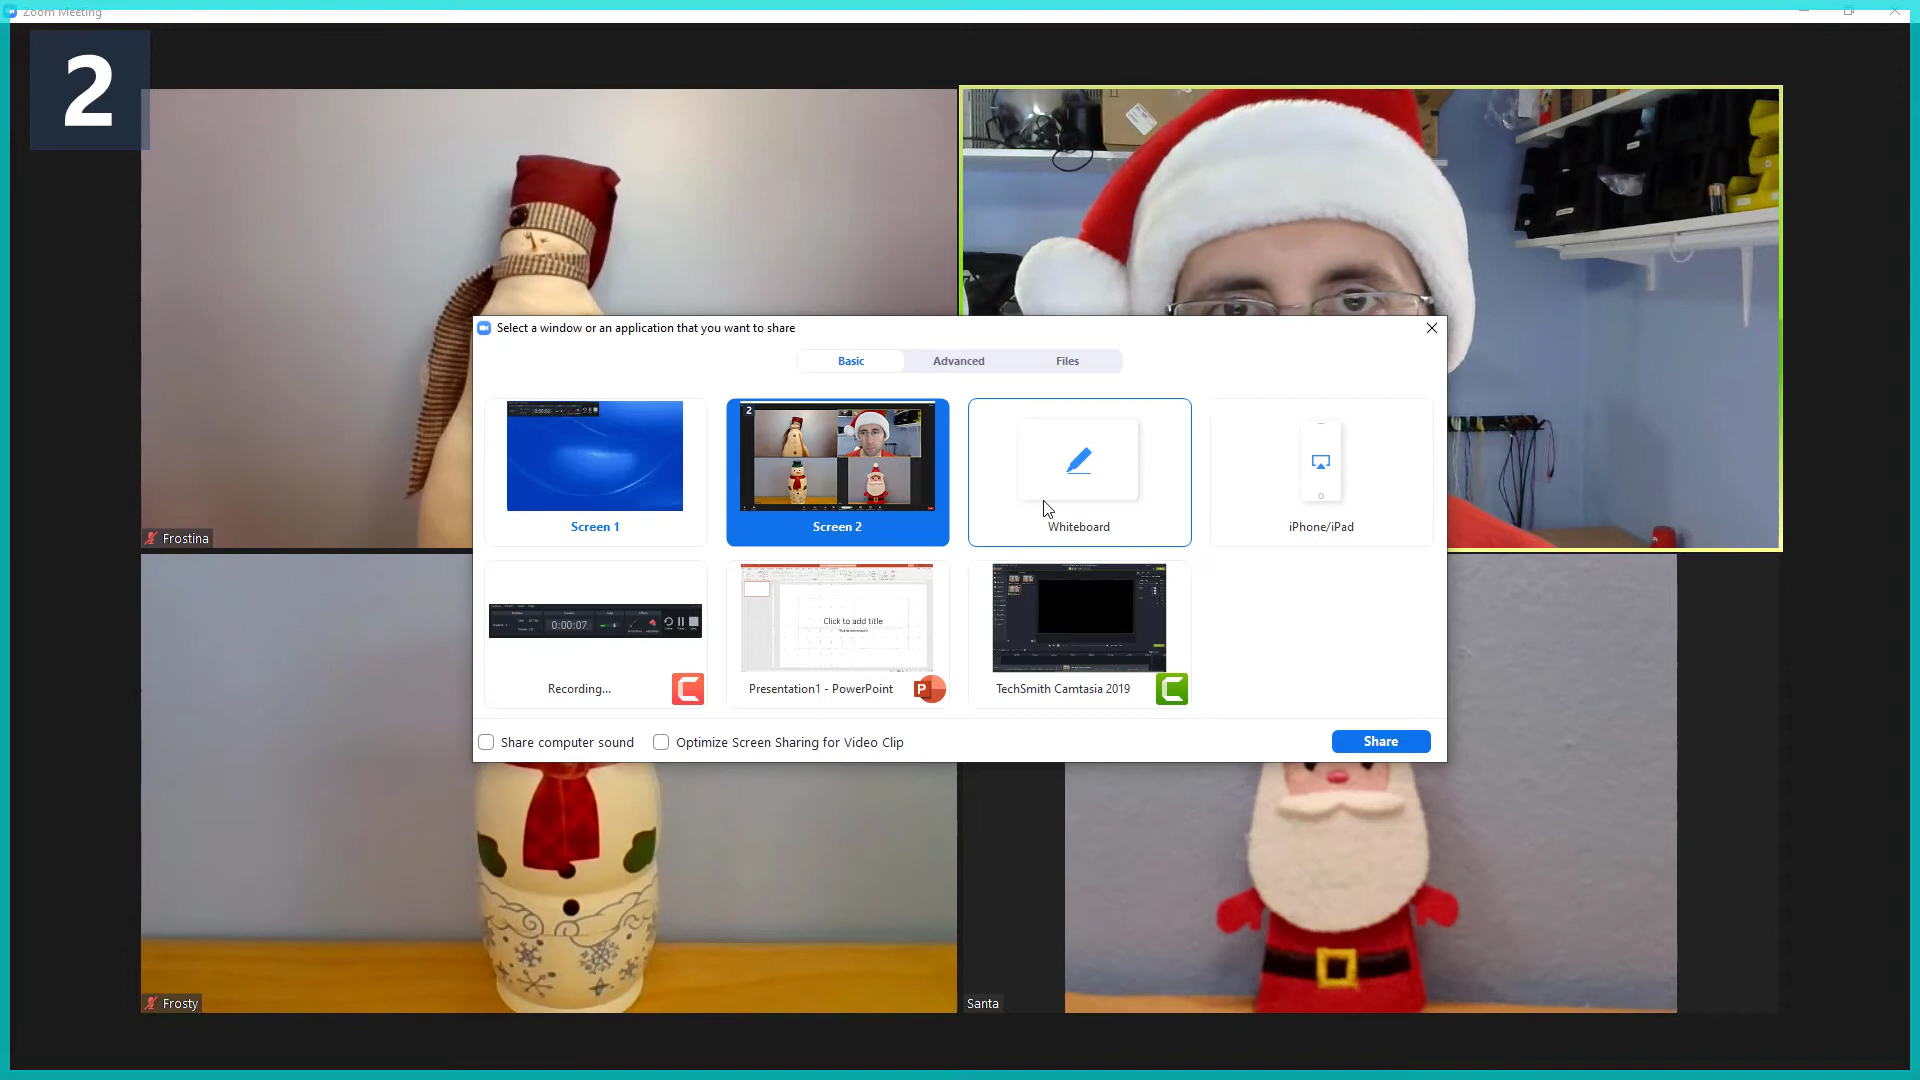 Zoom Meeting
2
Select a window or an application that you want to share
Basic
Advanced
Files
2
Screen 1
Screen 2
Whiteboard
iPhone/iPad
Frostina
0:00:07
Click to add title
Recording...
Presentation1 - PowerPoint
P
TechSmith Camtasia 2019
Share computer sound
Optimize Screen Sharing for Video Clip
Share
Frosty
Santa